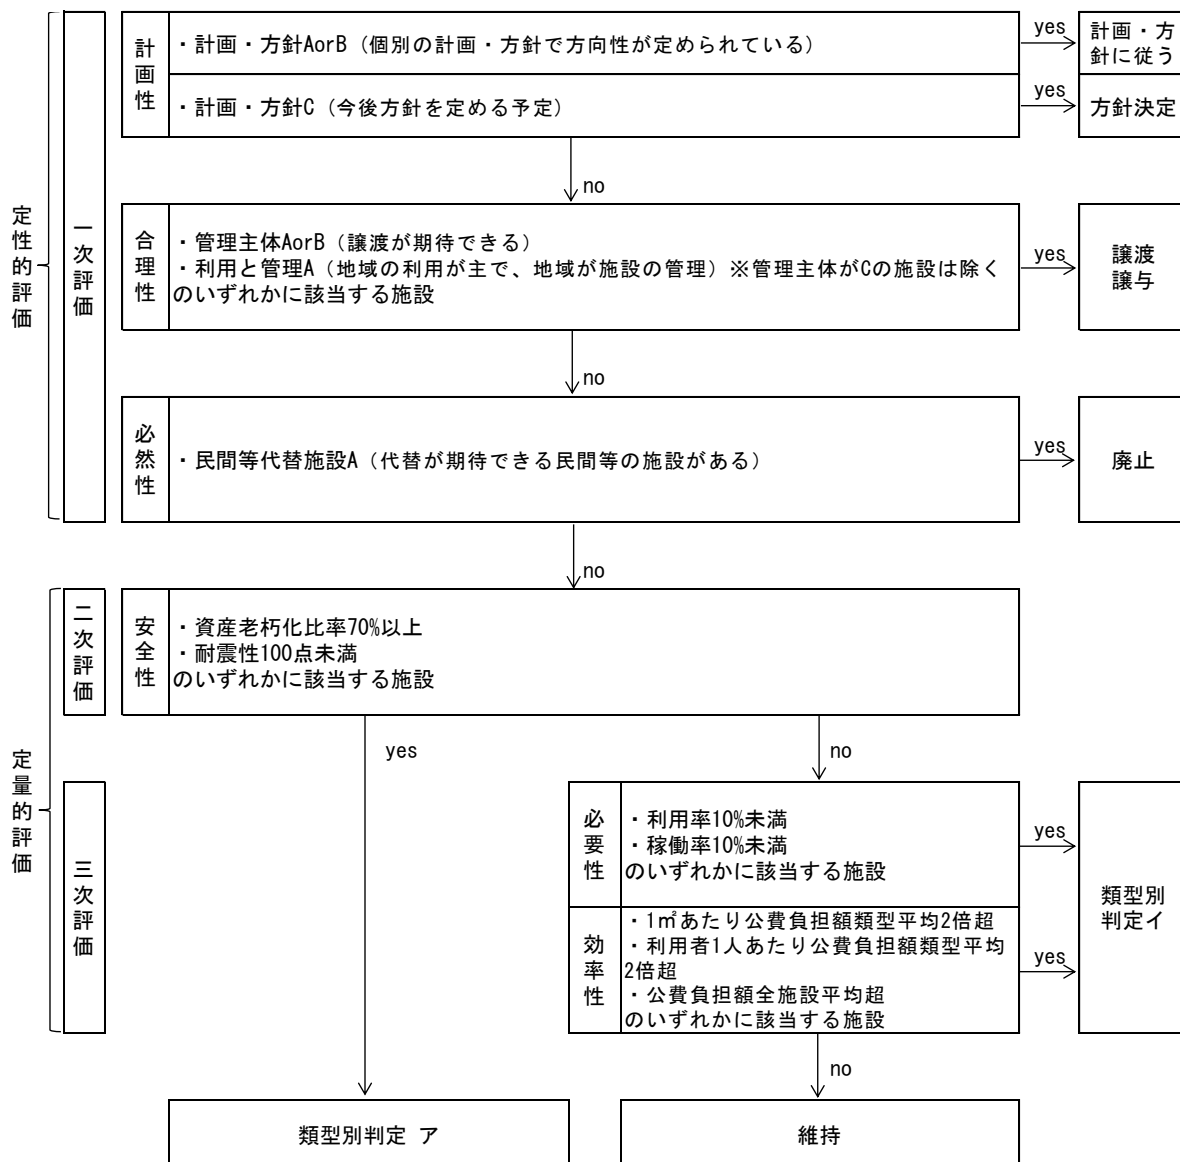 定性的評価
一次評価
計画性
・計画・方針AorB（個別の計画・方針で方向性が定められている）
yes
計画・方
針に従う
・計画・方針C（今後方針を定める予定）
yes
方針決定
no
合理性
・管理主体AorB（譲渡が期待できる）
・利用と管理A（地域の利用が主で、地域が施設の管理）※管理主体がCの施設は除く
のいずれかに該当する施設
yes
譲渡
譲与
no
必然性
・民間等代替施設A（代替が期待できる民間等の施設がある）
yes
廃止
no
定量的評価
二次評価
安全性
・資産老朽化比率70%以上
・耐震性100点未満
のいずれかに該当する施設
yes
no
三次評価
必要性
・利用率10%未満
・稼働率10%未満
のいずれかに該当する施設
yes
類型別
判定イ
効率性
・1㎡あたり公費負担額類型平均2倍超
・利用者1人あたり公費負担額類型平均
2倍超
・公費負担額全施設平均超
のいずれかに該当する施設
yes
no
類型別判定 ア
維持